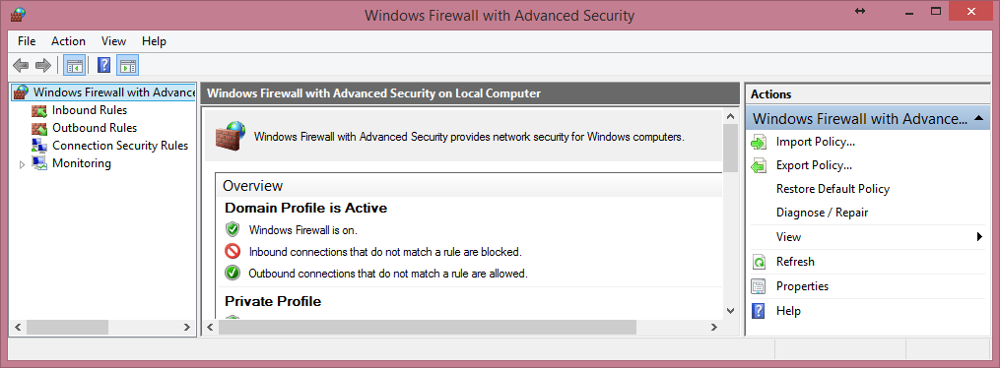 Windows Firewall with Advanced Security
File Action View Help
Windows Firewall with Advance
Inbound Rules
Outbound Rules
Connection Security Rules
Monitoring
Windows Firewall with Advanced Security on Local Computer
Windows Firewall with Advanced Security provides network security for Windows computers.
Overview
Domain Profile is Active
Windows Firewall is on.
Inbound connections that do not match a rule are blocked.
Outbound connections that do not match a rule are allowed.
Private Profile
Actions
Windows Firewall with Advance...
Import Policy...
Export Policy...
Restore Default Policy
Diagnose / Repair
View
Refresh
Properties
Help